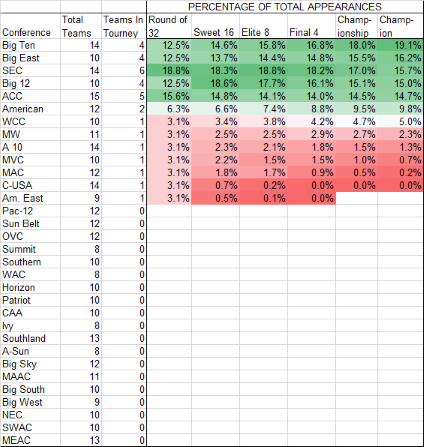 PERCENTAGE OF TOTAL APPEARANCES
Conference Total Teams Teams In Tourney Round of 32 Sweet 16 Elite 8 Final 4 Champ-ionship Champ-ion
Big Ten 14 4 12.5% 14.6% 15.8% 16.8% 18.0% 19.1%
Big East 10 4 12.5% 13.7% 14.4% 14.8% 15.5% 16.2%
SEC 14 6 18.8% 18.3% 18.8% 18.2% 17.0% 15.7%
Big 12 10 4 12.5% 18.6% 17.7% 16.1% 15.1% 15.0%
ACC 15 5 15.6% 14.8% 14.1% 14.0% 14.5% 14.7%
American 12 2 6.3% 6.6% 7.4% 8.8% 9.5% 9.8%
WCC 10 1 3.1% 3.4% 3.8% 4.2% 4.7% 5.0%
MW 11 1 3.1% 2.5% 2.5% 2.9% 2.7% 2.3%
A 10 14 1 3.1% 2.3% 2.1% 1.8% 1.5% 1.3%
MVC 10 1 3.1% 2.2% 1.5% 1.5% 1.0% 0.7%
MAC 12 1 3.1% 1.8% 1.7% 0.9% 0.5% 0.2%
C-USA 14 1 3.1% 0.7% 0.2% 0.0% 0.0% 0.0%
Am. East 9 1 3.1% 0.5% 0.1% 0.0%
Pac-12 12 0
Sun Belt 12 0
OVC 12 0
Summit 8 0
Southern 10 0
WAC 8 0
Horizon 10 0
Patriot 10 0
CAA 10 0
Ivy 8 0
Southland 13 0
A-Sun 8 0
Big Sky 12 0
MAAC 11 0
Big South 10 0
Big West 9 0
NEC 10 0
SWAC 10 0
MEAC 13 0